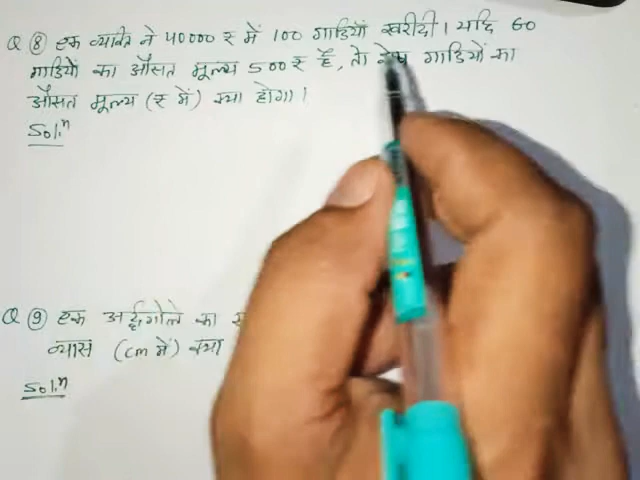 Q ⑧ एक व्यक्ति ने 40000 ₹ में 100 गाडियाँ खरीदी। यदि 60
गाडियों का औसत मूल्य 500 ₹ है, तो शेष गाडियों का
औसत मूल्य (₹ में) क्या होगा।
Solⁿ
Q ⑨ एक अर्द्धगोले का
व्यास (cm में) क्या
Solⁿ